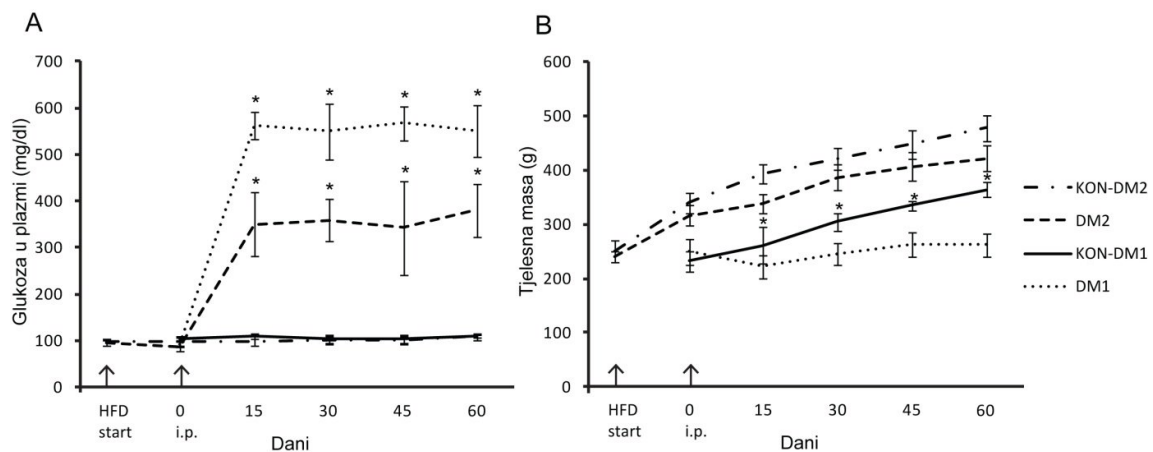 A
Glukoza u plazmi (mg/dl)
700
600
500
400
300
200
100
0
* * * *
* * * *
HFD start
0 i.p.
15
30
45
60
Dani
B
Tjelesna masa (g)
600
500
400
300
200
100
0
* * * *
HFD start
0 i.p.
15
30
45
60
Dani
KON-DM2
DM2
KON-DM1
DM1